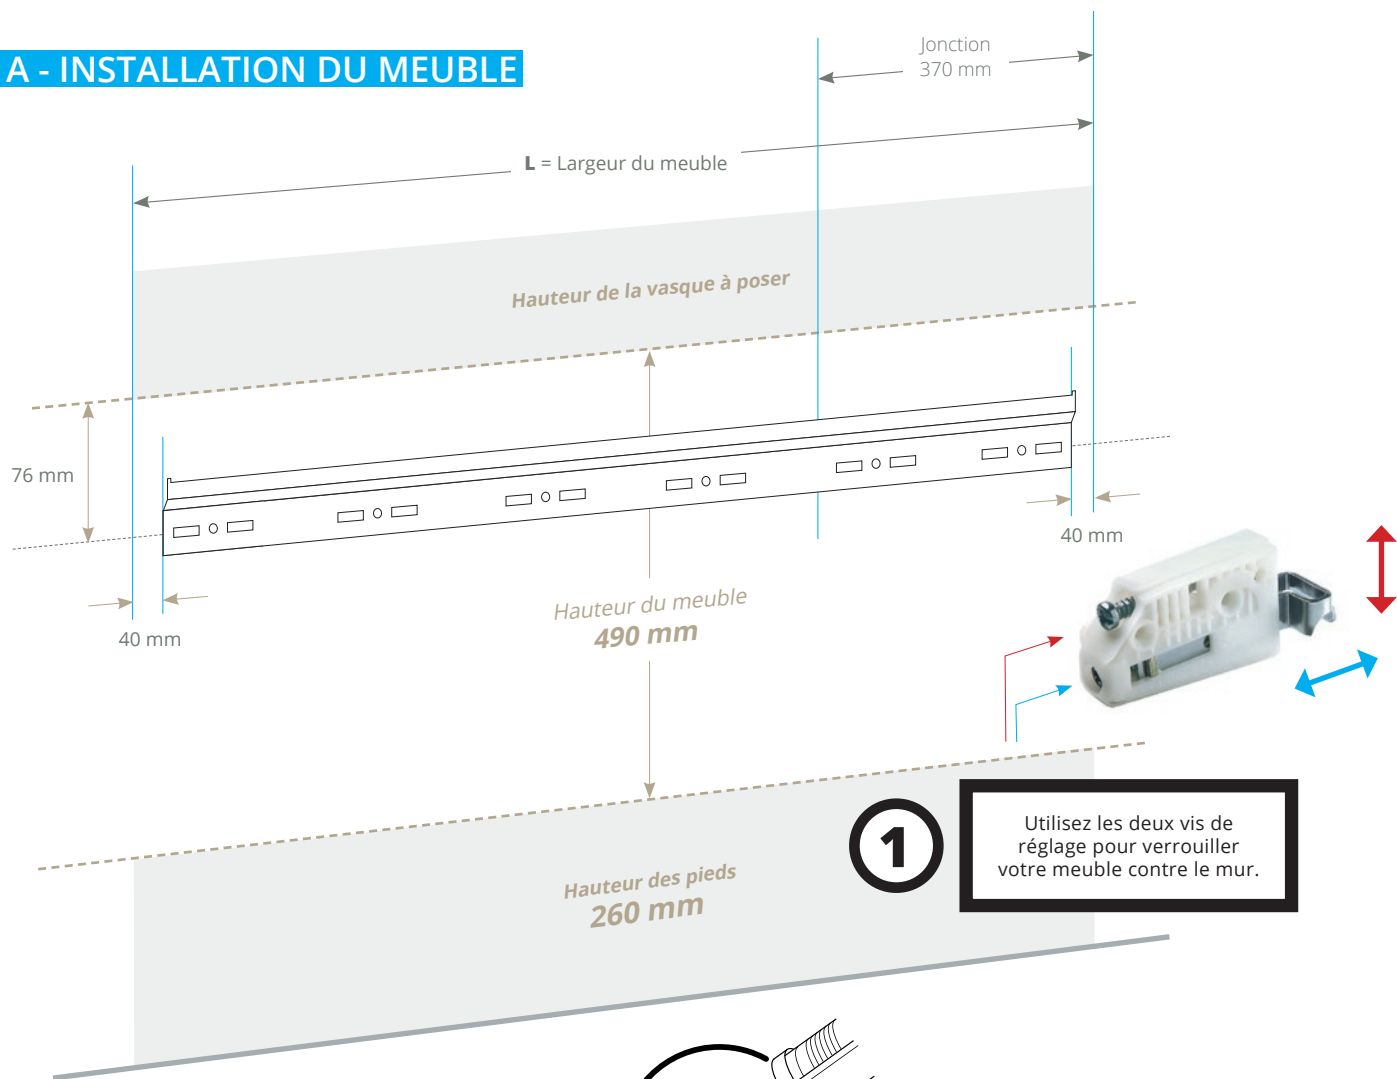 A - INSTALLATION DU MEUBLE
Jonction
370 mm
L = Largeur du meuble
Hauteur de la vasque à poser
76 mm
40 mm
40 mm
Hauteur du meuble
490 mm
1
Utilisez les deux vis de
réglage pour verrouiller
votre meuble contre le mur.
Hauteur des pieds
260 mm